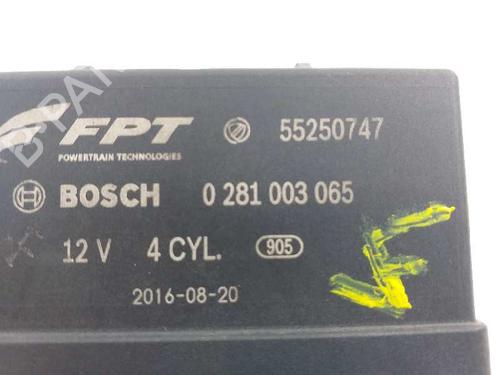 FPT 55250747
POWERTRAIN TECHNOLOGIES
BOSCH 0 281 003 065
12 V 4 CYL. 905
2016-08-20